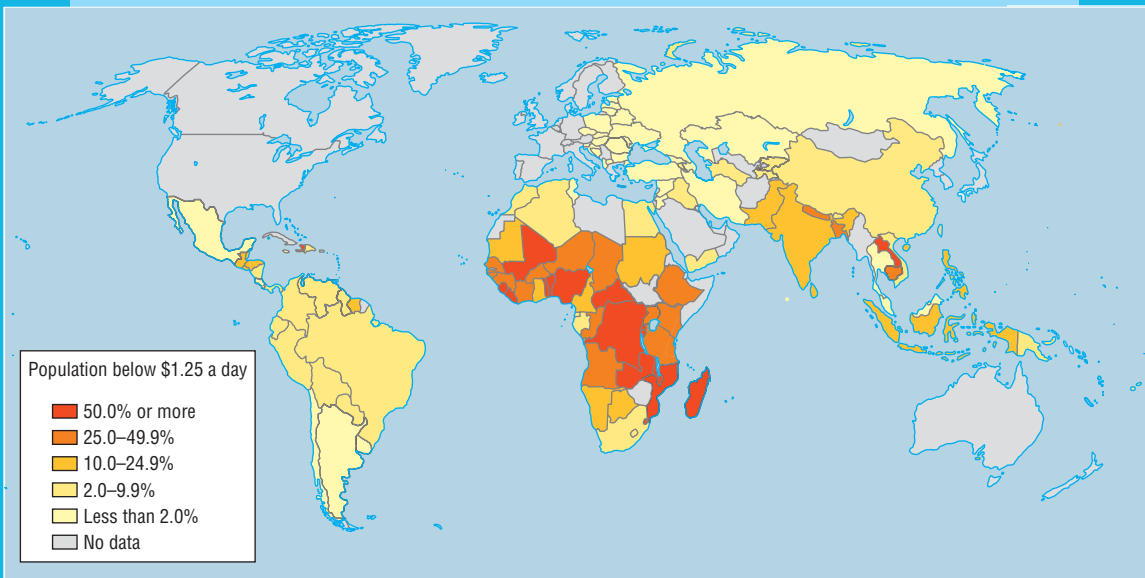 Population below $1.25 a day
50.0% or more
25.0–49.9%
10.0–24.9%
2.0–9.9%
Less than 2.0%
No data